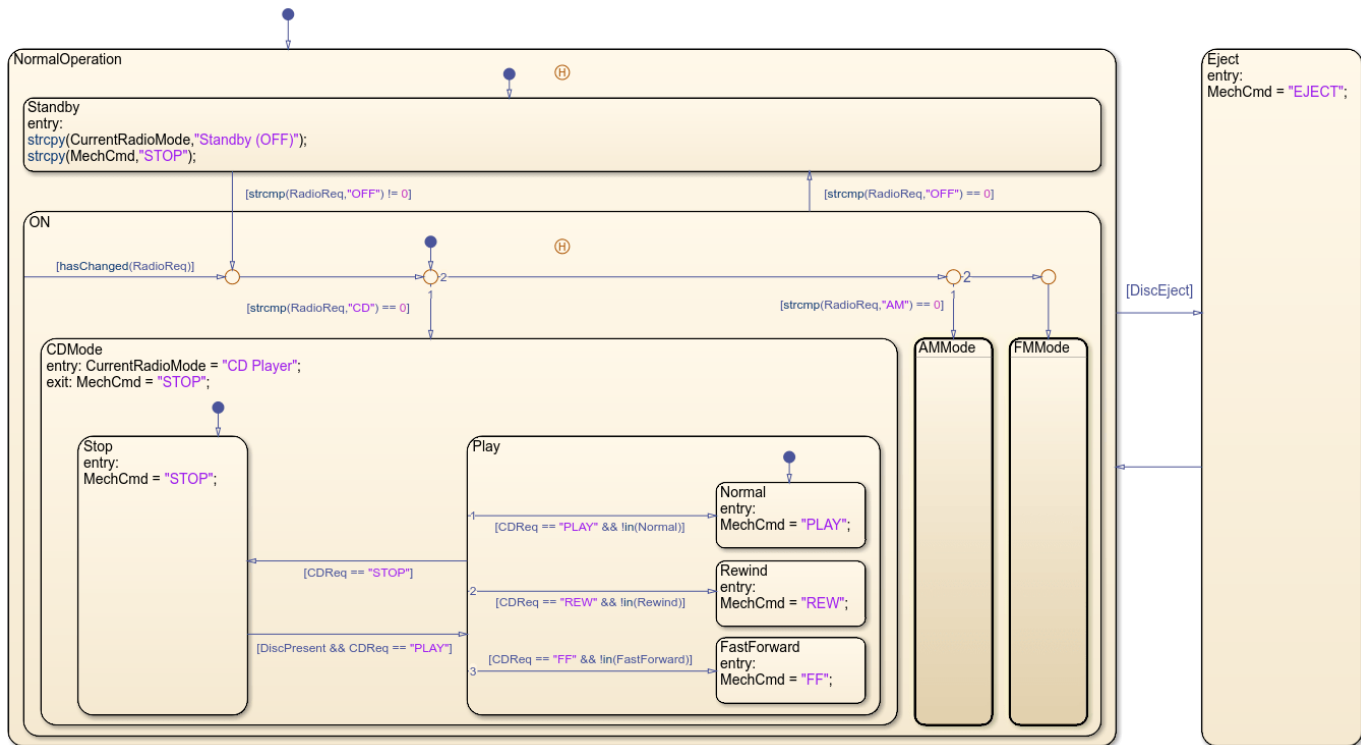 NormalOperation
H
Standby
entry:
strcpy(CurrentRadioMode,"Standby (OFF)");
strcpy(MechCmd,"STOP");
[strcmp(RadioReq,"OFF") != 0]
[strcmp(RadioReq,"OFF") == 0]
ON
H
[hasChanged(RadioReq)]
2
1
[strcmp(RadioReq,"CD") == 0]
2
1
[strcmp(RadioReq,"AM") == 0]
CDMode
entry: CurrentRadioMode = "CD Player";
exit: MechCmd = "STOP";
AMMode
FMMode
Stop
entry:
MechCmd = "STOP";
Play
1
[CDReq == "PLAY" && !in(Normal)]
Normal
entry:
MechCmd = "PLAY";
[CDReq == "STOP"]
2
[CDReq == "REW" && !in(Rewind)]
Rewind
entry:
MechCmd = "REW";
[DiscPresent && CDReq == "PLAY"]
3
[CDReq == "FF" && !in(FastForward)]
FastForward
entry:
MechCmd = "FF";
[DiscEject]
Eject
entry:
MechCmd = "EJECT";